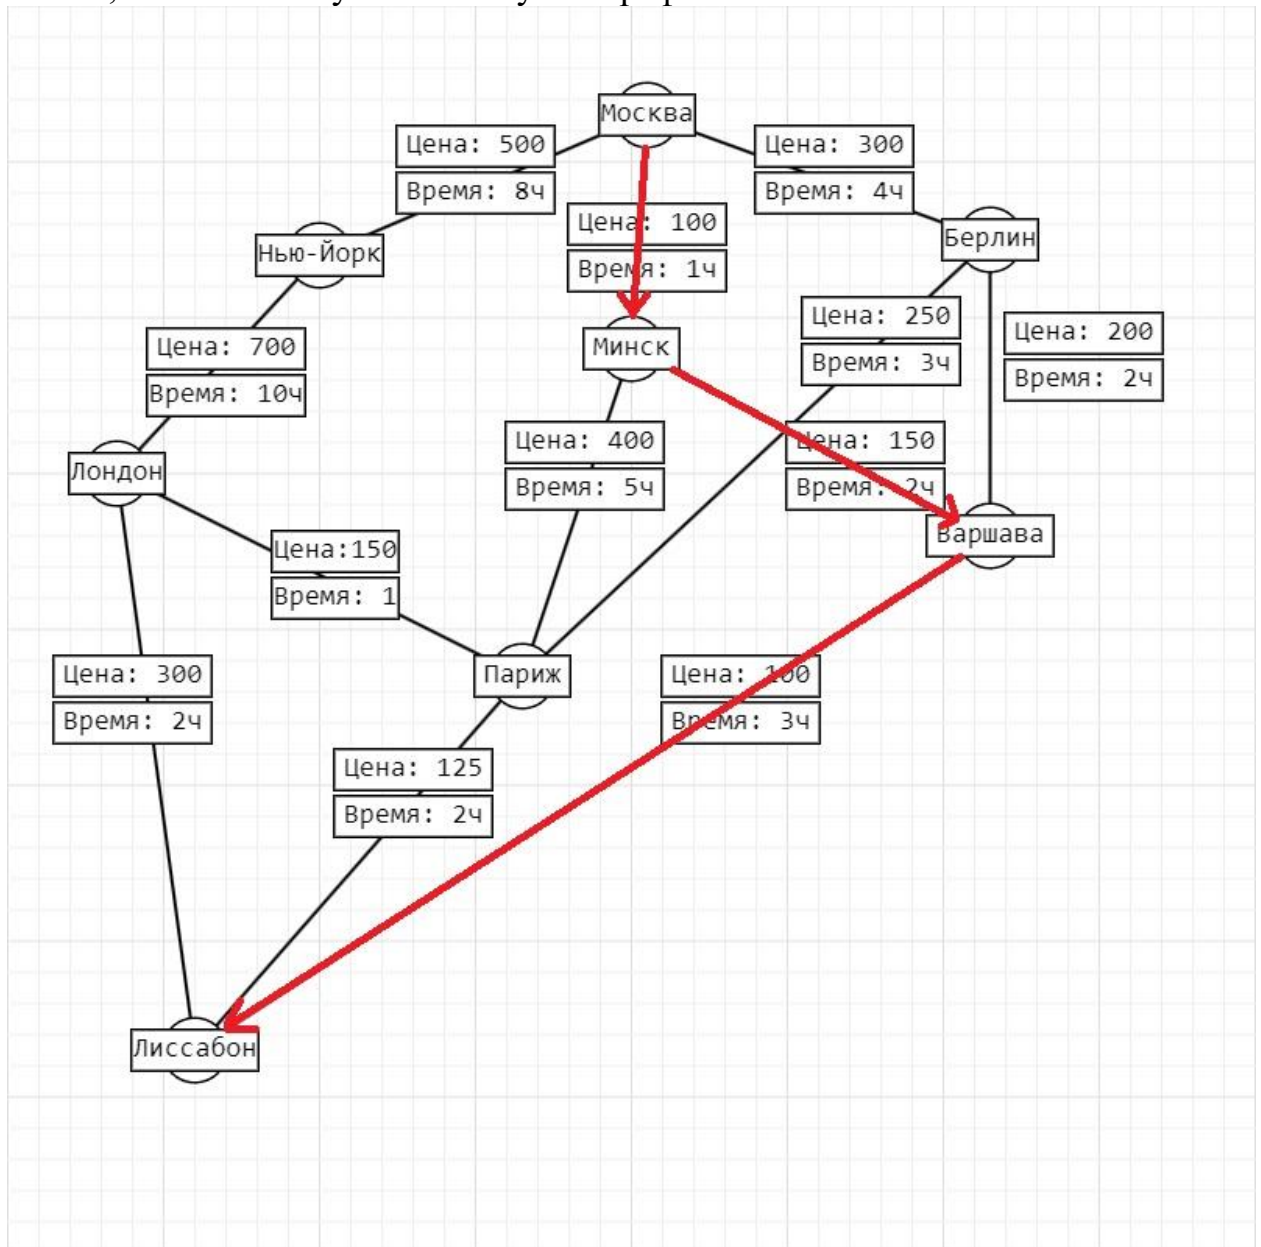 Москва
Цена: 500
Время: 8ч
Цена: 300
Время: 4ч
Цена: 100
Время: 1ч
Нью-Йорк
Берлин
Цена: 700
Время: 10ч
Минск
Цена: 250
Время: 3ч
Цена: 200
Время: 2ч
Лондон
Цена: 400
Время: 5ч
Цена: 150
Время: 2ч
Варшава
Цена:150
Время: 1
Цена: 300
Время: 2ч
Париж
Цена: 100
Время: 3ч
Цена: 125
Время: 2ч
Лиссабон